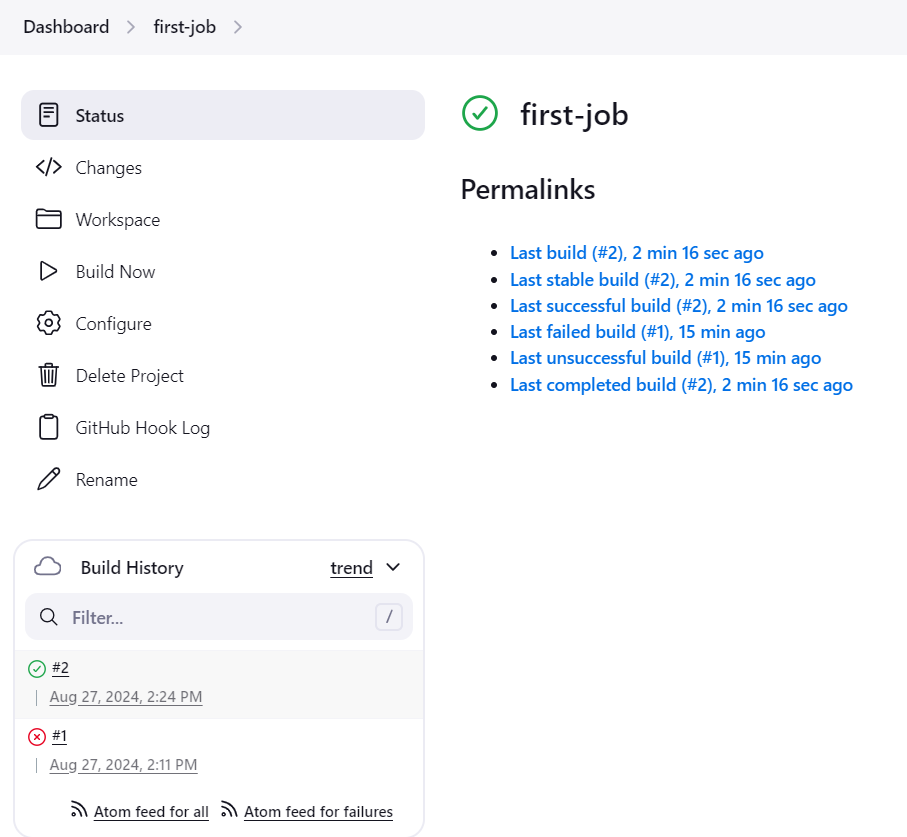 Dashboard > first-job >
Status
Changes
Workspace
Build Now
Configure
Delete Project
GitHub Hook Log
Rename
Build History trend
Filter... /
#2
Aug 27, 2024, 2:24 PM
#1
Aug 27, 2024, 2:11 PM
Atom feed for all Atom feed for failures
first-job
Permalinks
• Last build (#2), 2 min 16 sec ago
• Last stable build (#2), 2 min 16 sec ago
• Last successful build (#2), 2 min 16 sec ago
• Last failed build (#1), 15 min ago
• Last unsuccessful build (#1), 15 min ago
• Last completed build (#2), 2 min 16 sec ago